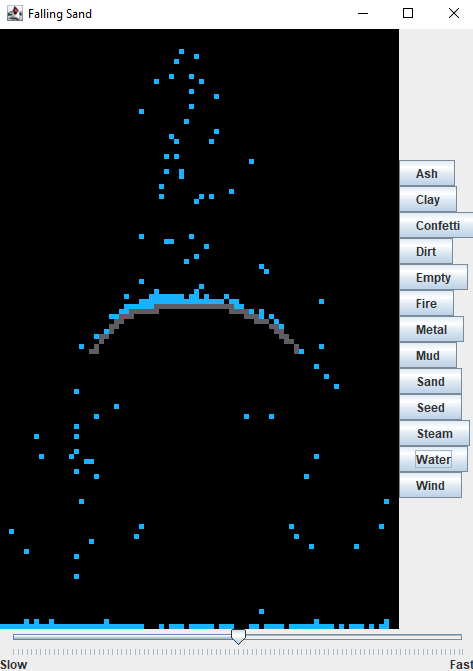 Falling Sand
Ash
Clay
Confetti
Dirt
Empty
Fire
Metal
Mud
Sand
Seed
Steam
Water
Wind
Slow Fast